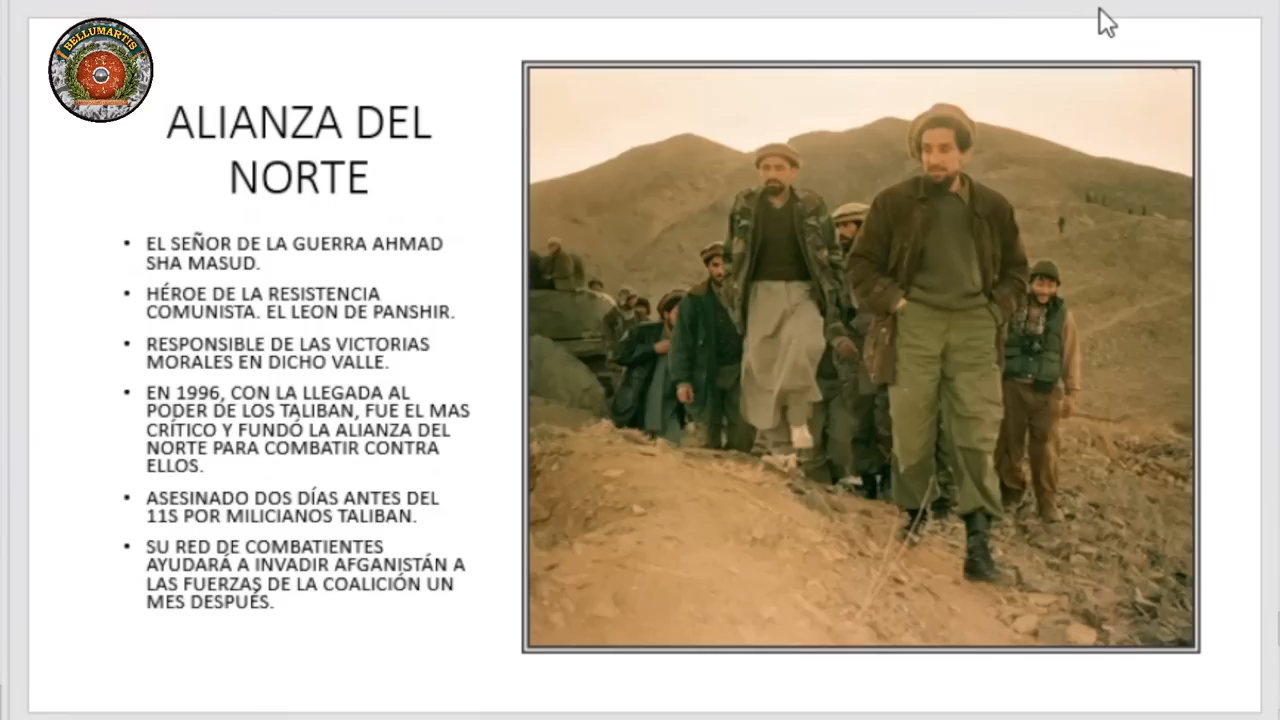 BELLUMARTIS
ALIANZA DEL
NORTE
• EL SEÑOR DE LA GUERRA AHMAD
SHA MASUD.
• HÉROE DE LA RESISTENCIA
COMUNISTA. EL LEON DE PANSHIR.
• RESPONSIBLE DE LAS VICTORIAS
MORALES EN DICHO VALLE.
• EN 1996, CON LA LLEGADA AL
PODER DE LOS TALIBAN, FUE EL MAS
CRÍTICO Y FUNDÓ LA ALIANZA DEL
NORTE PARA COMBATIR CONTRA
ELLOS.
• ASESINADO DOS DÍAS ANTES DEL
11S POR MILICIANOS TALIBAN.
• SU RED DE COMBATIENTES
AYUDARÁ A INVADIR AFGANISTÁN A
LAS FUERZAS DE LA COALICIÓN UN
MES DESPUÉS.